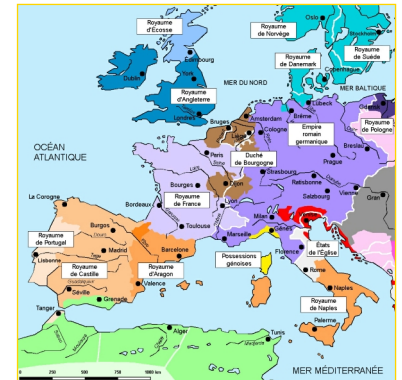 Royaume
d'Ecosse
Royaume
de Norvège
Oslo
Stockholm
Royaume
de Suède
Edimbourg
Royaume
de Danemark
Copenhague
MER DU NORD
MER BALTIQUE
Dublin
York
Royaume
d'Angleterre
Londres
Lübeck
Brême
Royaume
de Pologne
Amsterdam
Bruges
Cologne
Liège
Empire
romain
germanique
Breslau
Prague
OCÉAN
ATLANTIQUE
Paris
Duché
de Bourgogne
Strasbourg
Ratisbonne
Vienne
Salzbourg
Gran
Bourges
Dijon
Royaume
de France
Lyon
Bordeaux
Milan
Gênes
La Corogne
Toulouse
Marseille
Florence
États
de l'Église
Burgos
Royaume
de Portugal
Madrid
Barcelone
Possessions
génoises
Rome
Lisbonne
Royaume
de Castille
Royaume
d'Aragon
Valence
Naples
Royaume
de Naples
Séville
Grenade
Palerme
Tanger
Alger
Tunis
MER MÉDITERRANÉE
0 250 500 750 1000 km